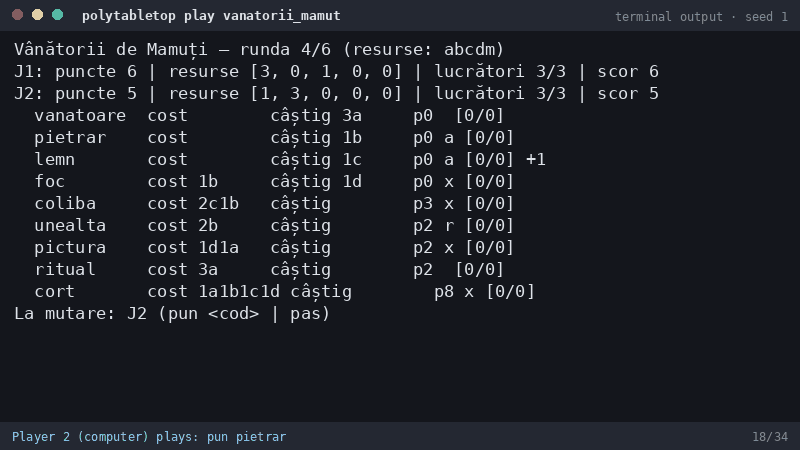 polytabletop play vanatorii_mamut
terminal output · seed 1
Vânătorii de Mamuți — runda 4/6 (resurse: abcdm)
J1: puncte 6 | resurse [3, 0, 1, 0, 0] | lucrători 3/3 | scor 6
J2: puncte 5 | resurse [1, 3, 0, 0, 0] | lucrători 3/3 | scor 5
vanatoare cost câștig 3a p0 [0/0]
pietrar cost câștig 1b p0 a [0/0]
lemn cost câștig 1c p0 a [0/0] +1
foc cost 1b câștig 1d p0 x [0/0]
coliba cost 2c1b câștig p3 x [0/0]
unealta cost 2b câștig p2 r [0/0]
pictura cost 1d1a câștig p2 x [0/0]
ritual cost 3a câștig p2 [0/0]
cort cost 1a1b1c1d câștig p8 x [0/0]
La mutare: J2 (pun <cod> | pas)
Player 2 (computer) plays: pun pietrar
18/34